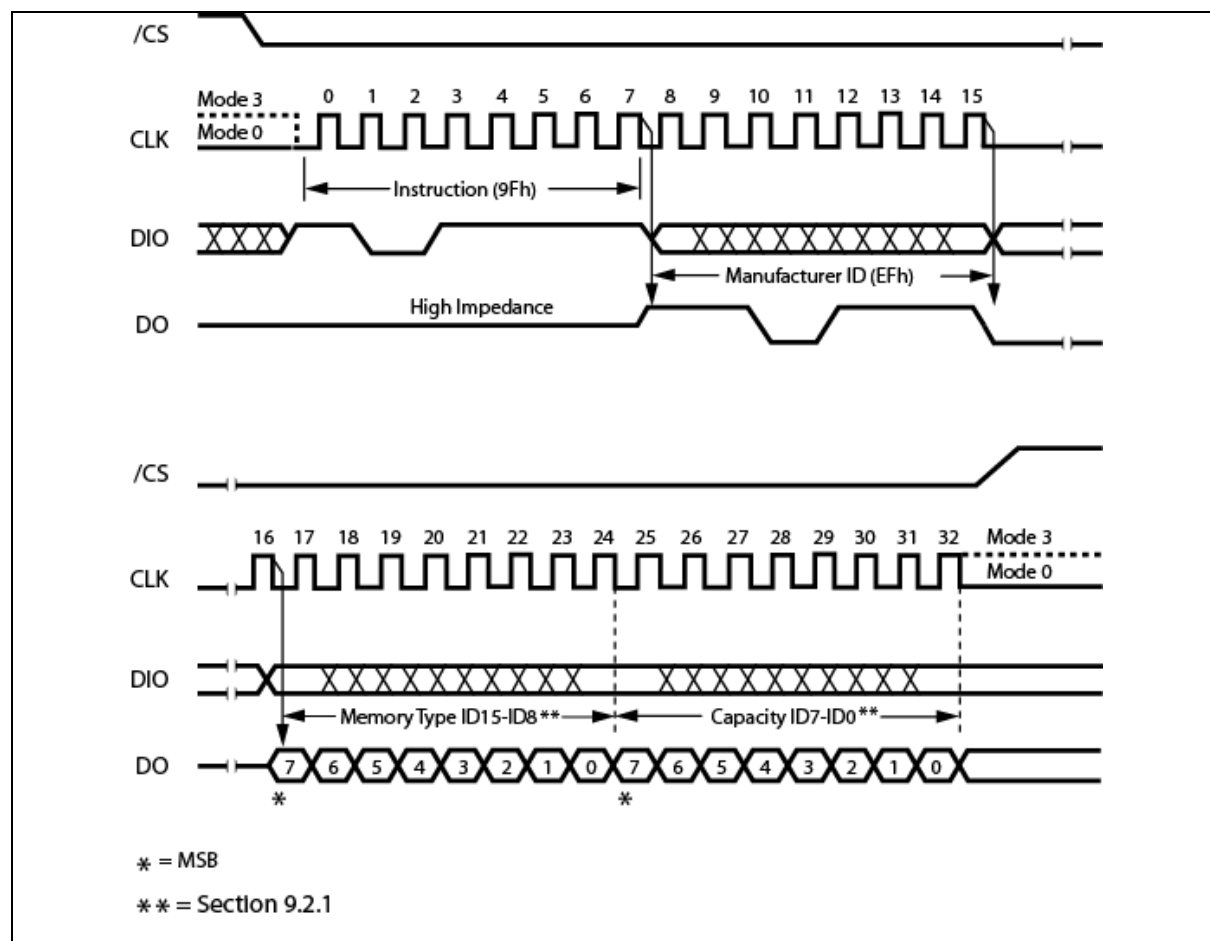 /CS
Mode 3
0 1 2 3 4 5 6 7 8 9 10 11 12 13 14 15
CLK
Mode 0
Instruction (9Fh)
DIO
Manufacturer ID (EFh)
High Impedance
DO
/CS
16 17 18 19 20 21 22 23 24 25 26 27 28 29 30 31 32
Mode 3
CLK
Mode 0
DIO
Memory Type ID15-ID8** Capacity ID7-ID0**
DO
7 6 5 4 3 2 1 0 7 6 5 4 3 2 1 0
* *
* = MSB
** = Section 9.2.1